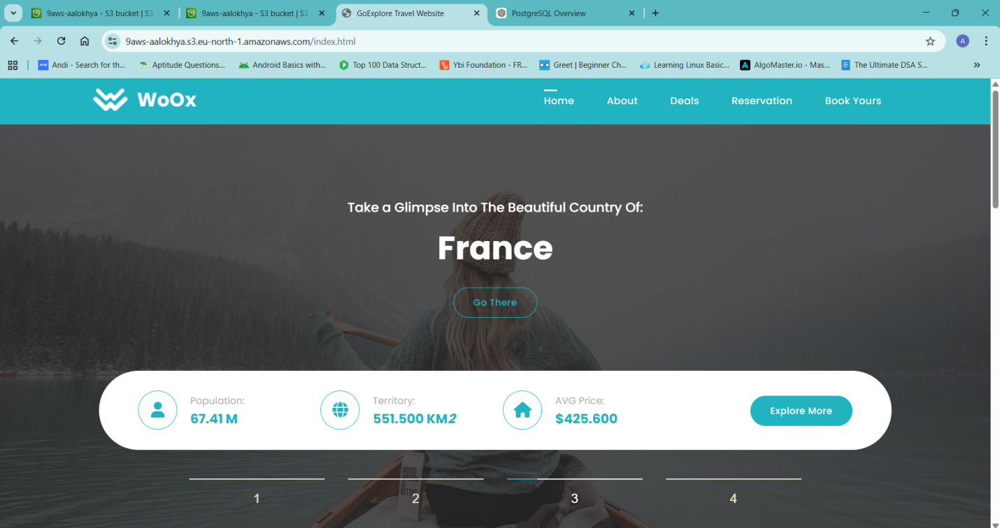 9aws-aalokhya - S3 bucket | S3
9aws-aalokhya - S3 bucket | S3
GoExplore Travel Website
PostgreSQL Overview
9aws-aalokhya.s3.eu-north-1.amazonaws.com/index.html
A
Andi - Search for th...
Aptitude Questions...
Android Basics with...
Top 100 Data Struct...
Ybi Foundation - FR...
Greet | Beginner Ch...
Learning Linux Basic...
AlgoMaster.io - Mas...
The Ultimate DSA S...
WoOx
Home
About
Deals
Reservation
Book Yours
Take a Glimpse Into The Beautiful Country Of:
France
Go There
Population:
67.41 M
Territory:
551.500 KM2
AVG Price:
$425.600
Explore More
BOXED
WATER
IS
BETTER
1
2
3
4